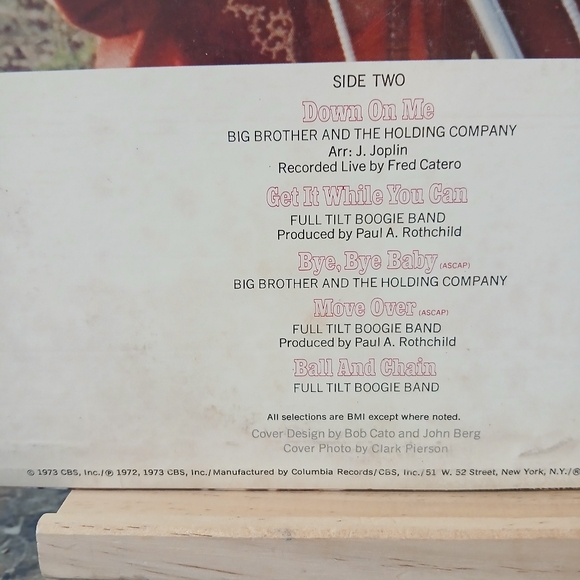 SIDE TWO
Down On Me
BIG BROTHER AND THE HOLDING COMPANY
Arr: J. Joplin
Recorded Live by Fred Catero
Get It While You Can
FULL TILT BOOGIE BAND
Produced by Paul A. Rothchild
Bye, Bye Baby (ASCAP)
BIG BROTHER AND THE HOLDING COMPANY
Move Over (ASCAP)
FULL TILT BOOGIE BAND
Produced by Paul A. Rothchild
Ball And Chain
FULL TILT BOOGIE BAND
All selections are BMI except where noted.
Cover Design by Bob Cato and John Berg
Cover Photo by Clark Pierson
© 1973 CBS, Inc./℗ 1972, 1973 CBS, Inc./Manufactured by Columbia Records/CBS, Inc./51 W. 52 Street, New York, N.Y./®